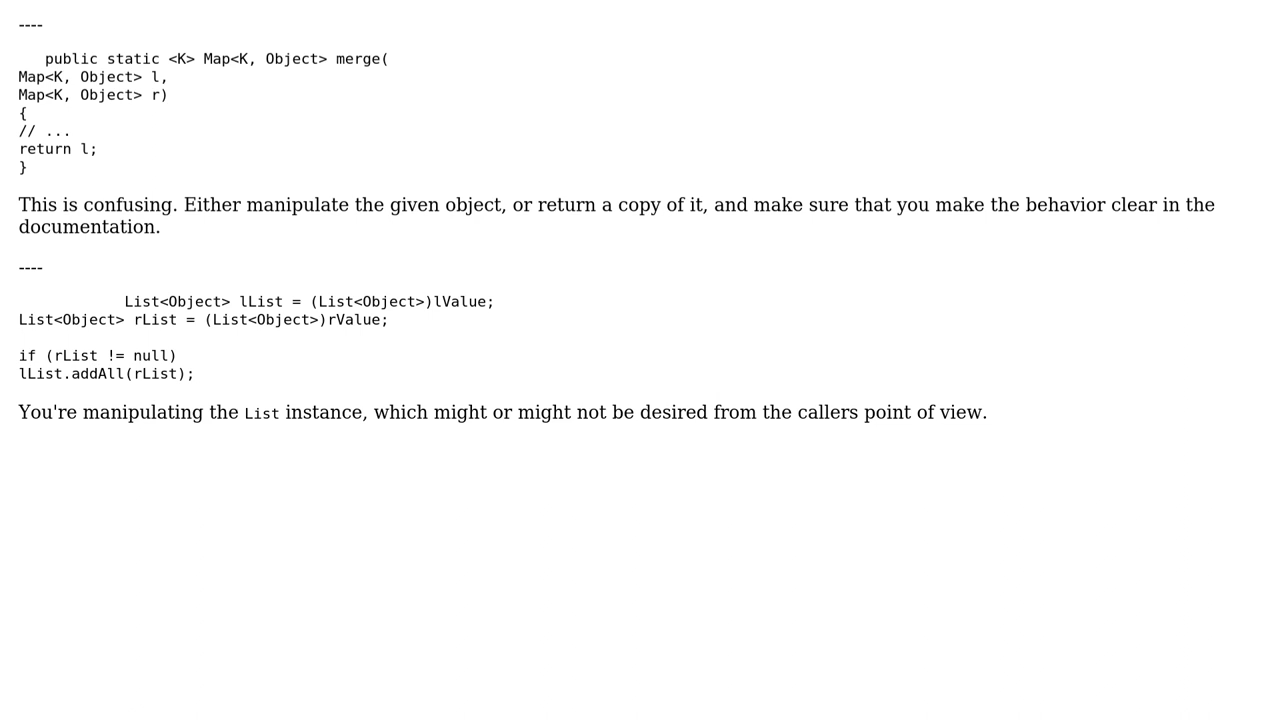 ----
public static <K> Map<K, Object> merge(
Map<K, Object> l,
Map<K, Object> r)
{
// ...
return l;
}
This is confusing. Either manipulate the given object, or return a copy of it, and make sure that you make the behavior clear in the
documentation.
----
List<Object> lList = (List<Object>)lValue;
List<Object> rList = (List<Object>)rValue;
if (rList != null)
lList.addAll(rList);
You're manipulating the List instance, which might or might not be desired from the callers point of view.